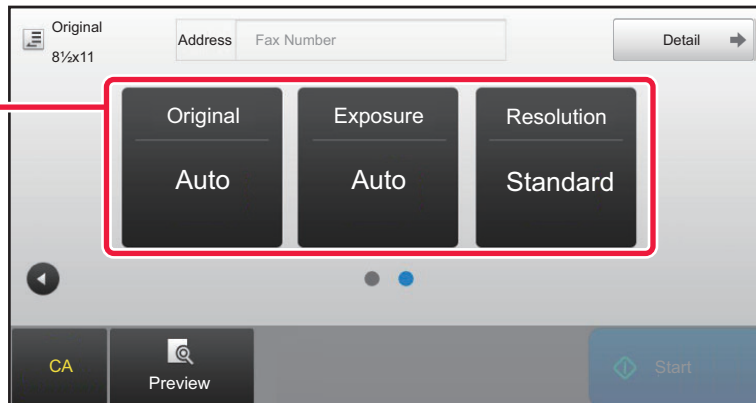 Original
8½x11
Address Fax Number
Detail
Original Exposure Resolution
Auto Auto Standard
CA
Preview
Start